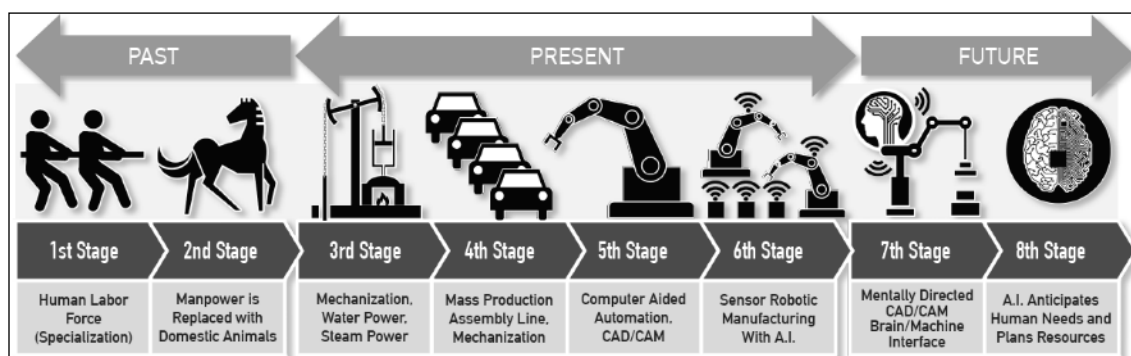 PAST
PRESENT
FUTURE
1st Stage
2nd Stage
3rd Stage
4th Stage
5th Stage
6th Stage
7th Stage
8th Stage
Human Labor
Force
(Specialization)
Manpower is
Replaced with
Domestic Animals
Mechanization,
Water Power,
Steam Power
Mass Production
Assembly Line,
Mechanization
Computer Aided
Automation,
CAD/CAM
Sensor Robotic
Manufacturing
With A.I.
Mentally Directed
CAD/CAM
Brain/Machine
Interface
A.I. Anticipates
Human Needs and
Plans Resources